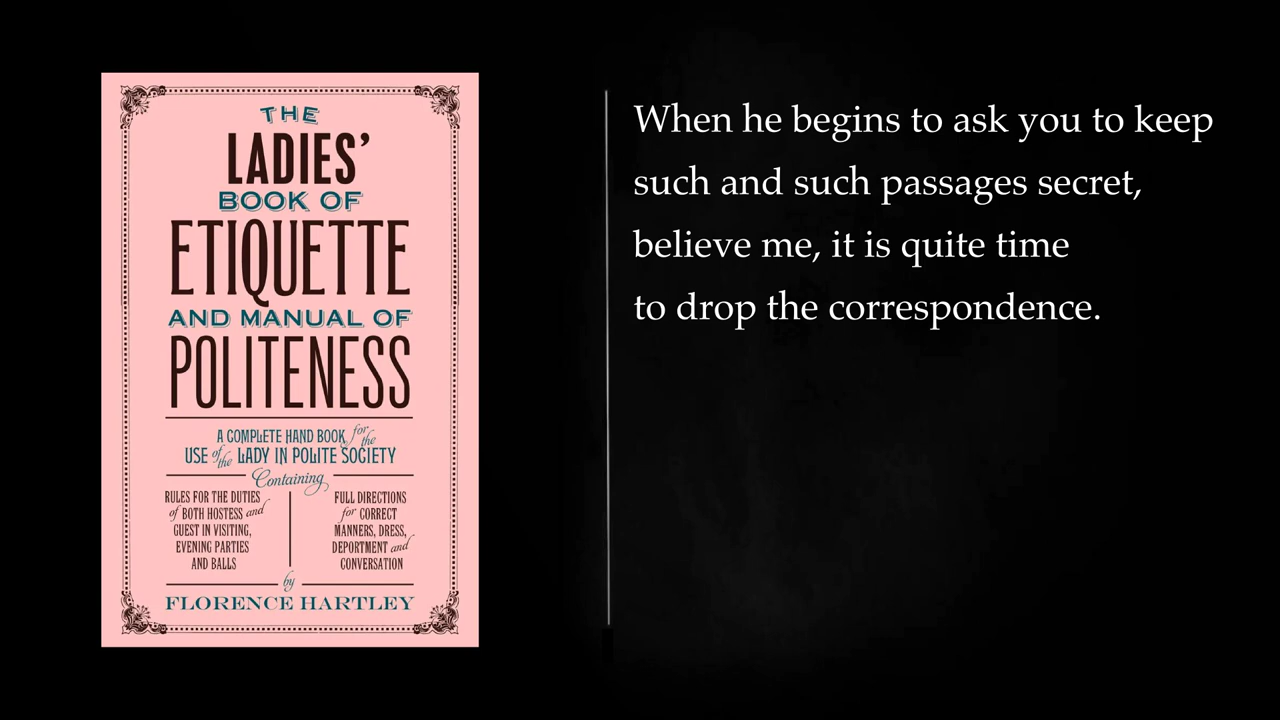 THE
LADIES'
BOOK OF
ETIQUETTE
AND MANUAL OF
POLITENESS
A COMPLETE HAND BOOK for the
USE of the LADY IN POLITE SOCIETY
Containing
RULES FOR THE DUTIES
of BOTH HOSTESS and
GUEST IN VISITING,
EVENING PARTIES
AND BALLS
FULL DIRECTIONS
for CORRECT
MANNERS, DRESS,
DEPORTMENT and
CONVERSATION
by
FLORENCE HARTLEY
When he begins to ask you to keep
such and such passages secret,
believe me, it is quite time
to drop the correspondence.